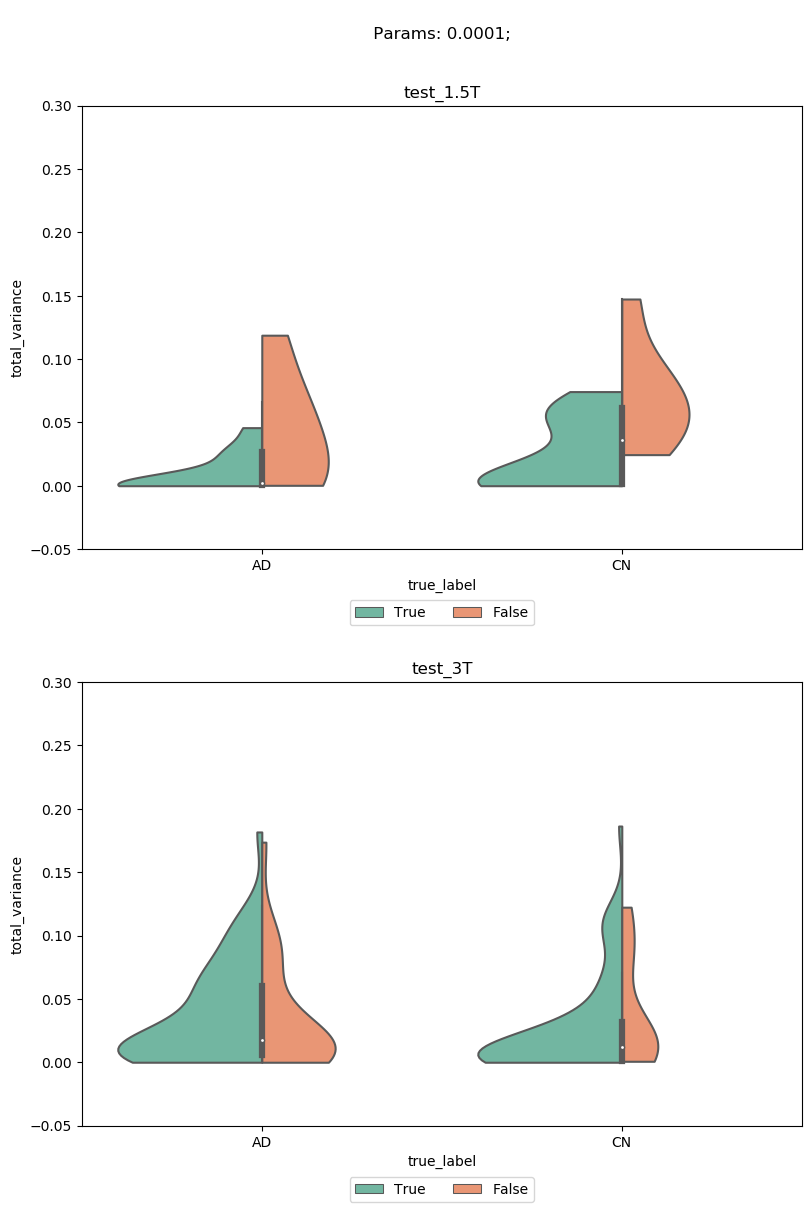 Params: 0.0001;
test_1.5T
0.30
0.25
0.20
0.15
0.10
0.05
0.00
−0.05
total_variance
AD CN
true_label
True False
test_3T
0.30
0.25
0.20
0.15
0.10
0.05
0.00
−0.05
total_variance
AD CN
true_label
True False